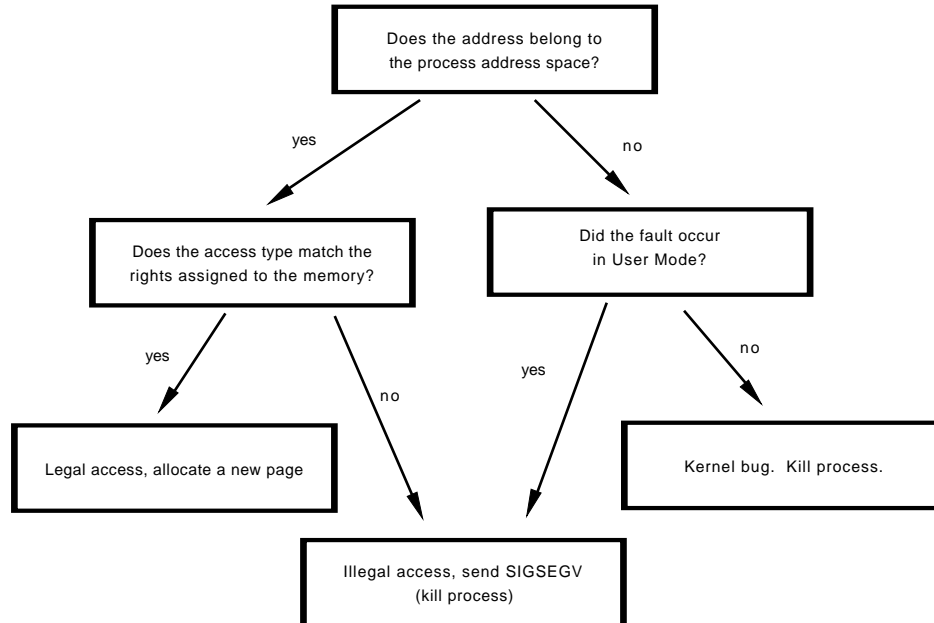 Does the address belong to
the process address space?
yes
no
Does the access type match the
rights assigned to the memory?
Did the fault occur
in User Mode?
yes
no
yes
no
Legal access, allocate a new page
Kernel bug.  Kill process.
Illegal access, send SIGSEGV
(kill process)